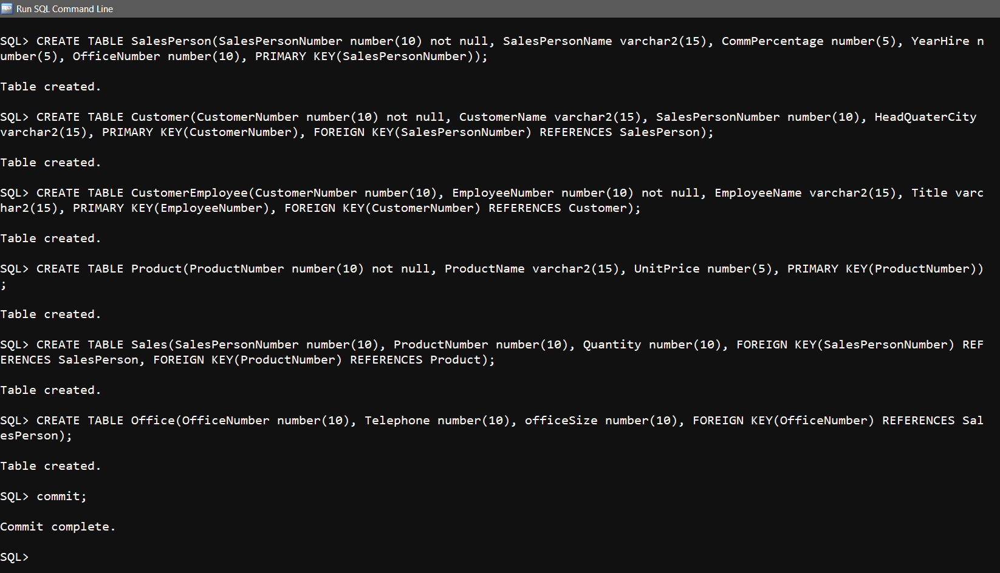 Run SQL Command Line
SQL> CREATE TABLE SalesPerson(SalesPersonNumber number(10) not null, SalesPersonName varchar2(15), CommPercentage number(5), YearHire n
umber(5), OfficeNumber number(10), PRIMARY KEY(SalesPersonNumber));
Table created.
SQL> CREATE TABLE Customer(CustomerNumber number(10) not null, CustomerName varchar2(15), SalesPersonNumber number(10), HeadQuaterCity
varchar2(15), PRIMARY KEY(CustomerNumber), FOREIGN KEY(SalesPersonNumber) REFERENCES SalesPerson);
Table created.
SQL> CREATE TABLE CustomerEmployee(CustomerNumber number(10), EmployeeNumber number(10) not null, EmployeeName varchar2(15), Title varc
har2(15), PRIMARY KEY(EmployeeNumber), FOREIGN KEY(CustomerNumber) REFERENCES Customer);
Table created.
SQL> CREATE TABLE Product(ProductNumber number(10) not null, ProductName varchar2(15), UnitPrice number(5), PRIMARY KEY(ProductNumber))
;
Table created.
SQL> CREATE TABLE Sales(SalesPersonNumber number(10), ProductNumber number(10), Quantity number(10), FOREIGN KEY(SalesPersonNumber) REF
ERENCES SalesPerson, FOREIGN KEY(ProductNumber) REFERENCES Product);
Table created.
SQL> CREATE TABLE Office(OfficeNumber number(10), Telephone number(10), officeSize number(10), FOREIGN KEY(OfficeNumber) REFERENCES Sal
esPerson);
Table created.
SQL> commit;
Commit complete.
SQL>